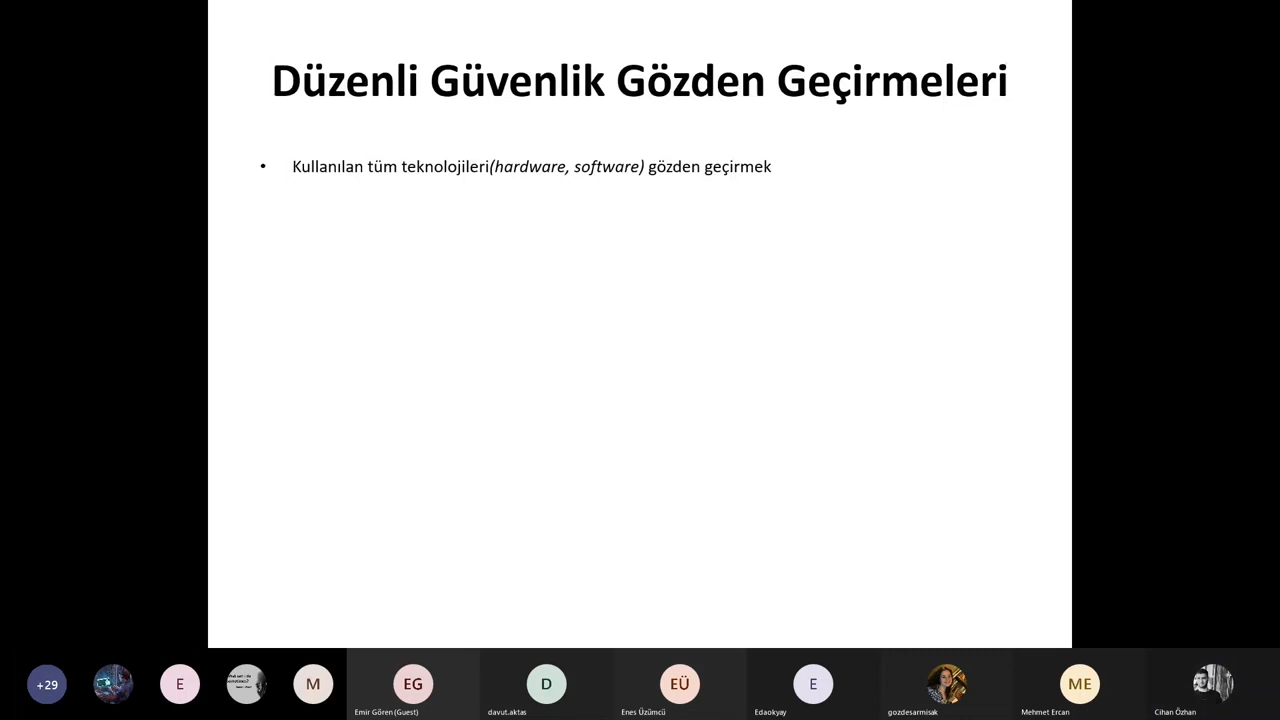 Düzenli Güvenlik Gözden Geçirmeleri
• Kullanılan tüm teknolojileri(hardware, software) gözden geçirmek
+29
E
M
EG
D
EÜ
E
ME
Emir Gören (Guest)
davut.aktas
Enes Üzümcü
Edaokyay
gozdesarmisak
Mehmet Ercan
Cihan Özhan